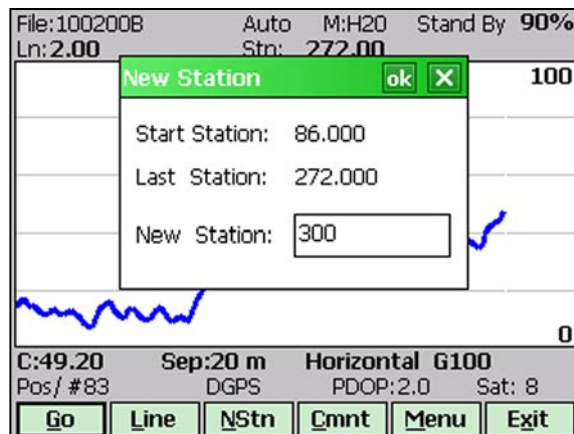 File:100200B Auto M:H20 Stand By 90%
Ln:2.00 Stn: 272.00
New Station ok X
100
Start Station: 86.000
Last Station: 272.000
New Station: 300
0
C:49.20 Sep:20 m Horizontal G100
Pos/ #83 DGPS PDOP:2.0 Sat: 8
Go Line NStn Cmnt Menu Exit